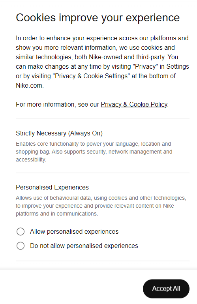 Cookies improve your experience
In order to enhance your experience across our platforms and
show you more relevant information, we use cookies and
similar technologies, both Nike owned and third-party. You
can make changes at any time by visiting "Privacy" in Settings
or by visiting "Privacy & Cookie Settings" at the bottom of
Nike.com.
For more information, see our Privacy & Cookie Policy
Strictly Necessary (Always On)
Enables core functionality to power your language, location and
shopping bag. Also supports security, network management and
accessibility.
Personalised Experiences
Allows use of behavioural data, using cookies and other technologies,
to improve your experience and provide relevant content on Nike
platforms and in communications.
Allow personalised experiences
Do not allow personalised experiences
Accept All